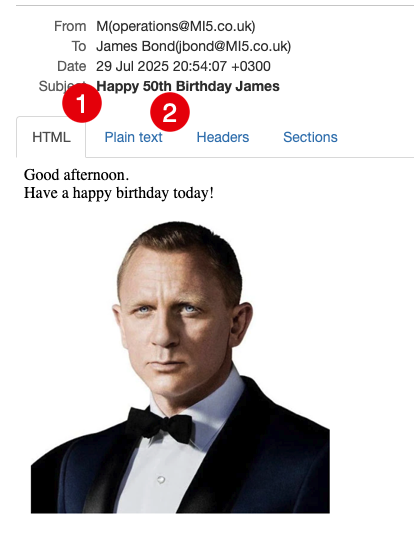 From M(operations@MI5.co.uk)
To James Bond(jbond@MI5.co.uk)
Date 29 Jul 2025 20:54:07 +0300
Subject Happy 50th Birthday James
1
2
HTML Plain text Headers Sections
Good afternoon.
Have a happy birthday today!